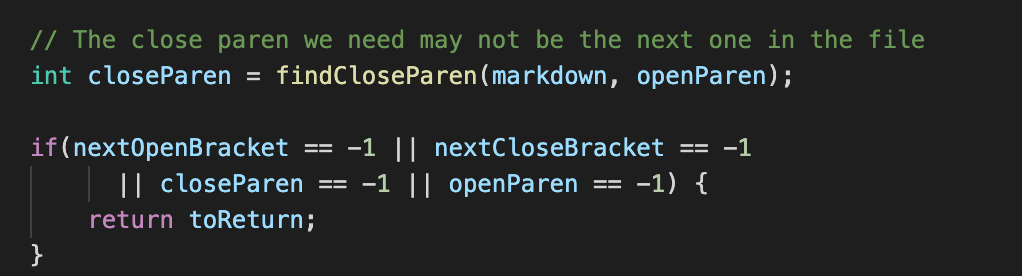 // The close paren we need may not be the next one in the file
int closeParen = findCloseParen(markdown, openParen);
if(nextOpenBracket == -1 || nextCloseBracket == -1
|| closeParen == -1 || openParen == -1) {
return toReturn;
}